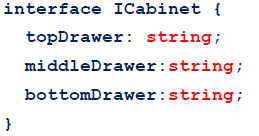 interface ICabinet {
  topDrawer: string;
  middleDrawer:string;
  bottomDrawer:string;
}